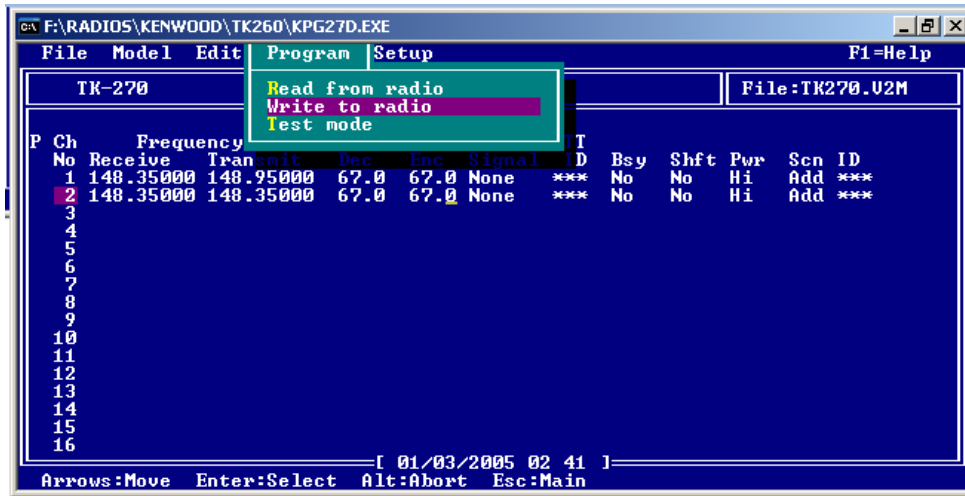 F:\RADIOS\KENWOOD\TK260\KPG27D.EXE
File Model Edit Program Setup F1=Help
TK-270 Read from radio File:TK270.V2M
Write to radio
Test mode
P Ch Frequency T
No Receive Transmit Dec Enc Signal ID Bsy Shft Pwr Scn ID
1 148.35000 148.95000 67.0 67.0 None *** No No Hi Add ***
2 148.35000 148.35000 67.0 67.0 None *** No No Hi Add ***
3
4
5
6
7
8
9
10
11
12
13
14
15
16
[ 01/03/2005 02 41 ]
Arrows:Move Enter:Select Alt:Abort Esc:Main